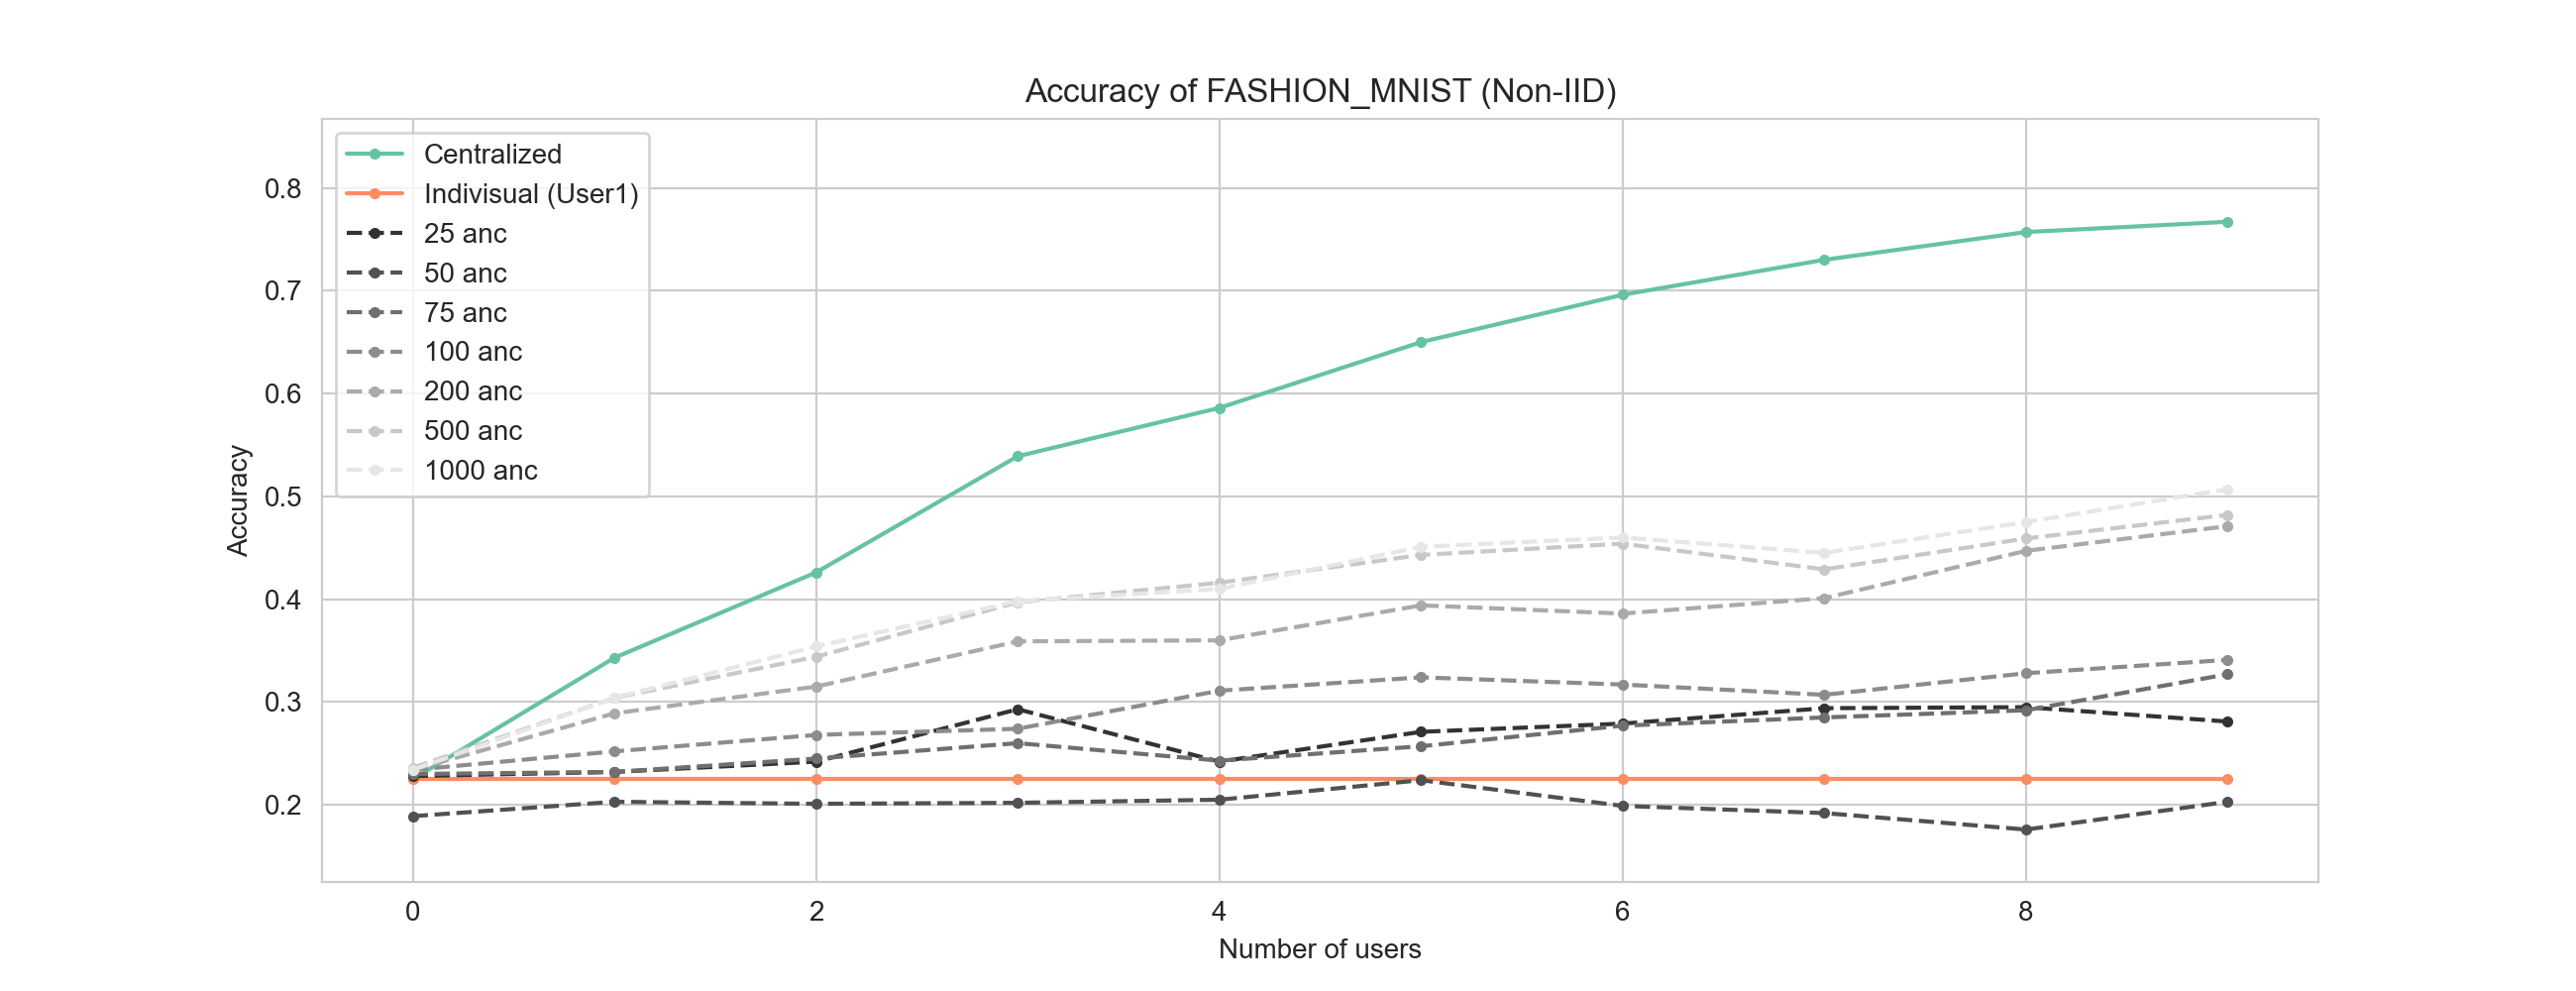 Accuracy of FASHION_MNIST (Non-IID)
Centralized
Indivisual (User1)
25 anc
50 anc
75 anc
100 anc
200 anc
500 anc
1000 anc
0.8
0.7
0.6
0.5
0.4
0.3
0.2
Accuracy
0 2 4 6 8
Number of users